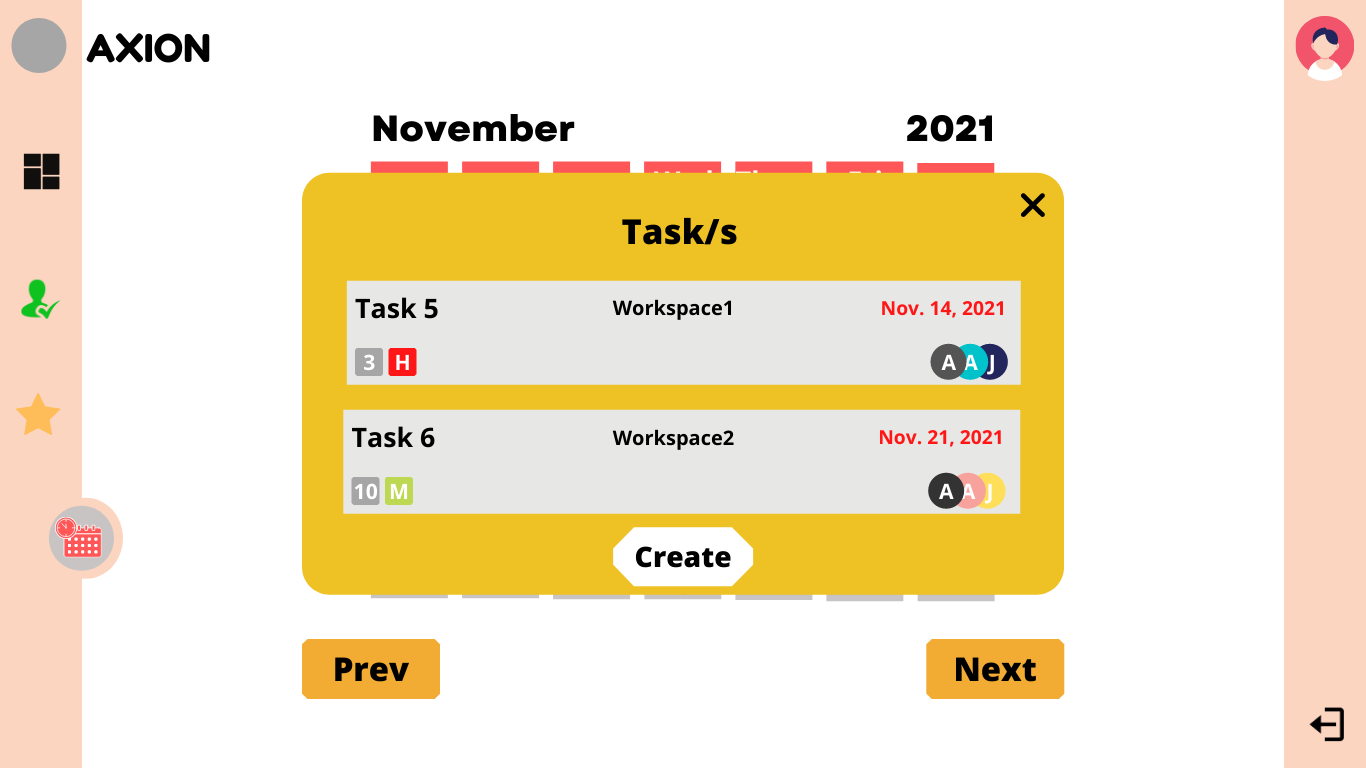 AXION
November 2021
Task/s
Task 5 Workspace1 Nov. 14, 2021
3 H A A J
Task 6 Workspace2 Nov. 21, 2021
10 M A A J
Create
Prev Next